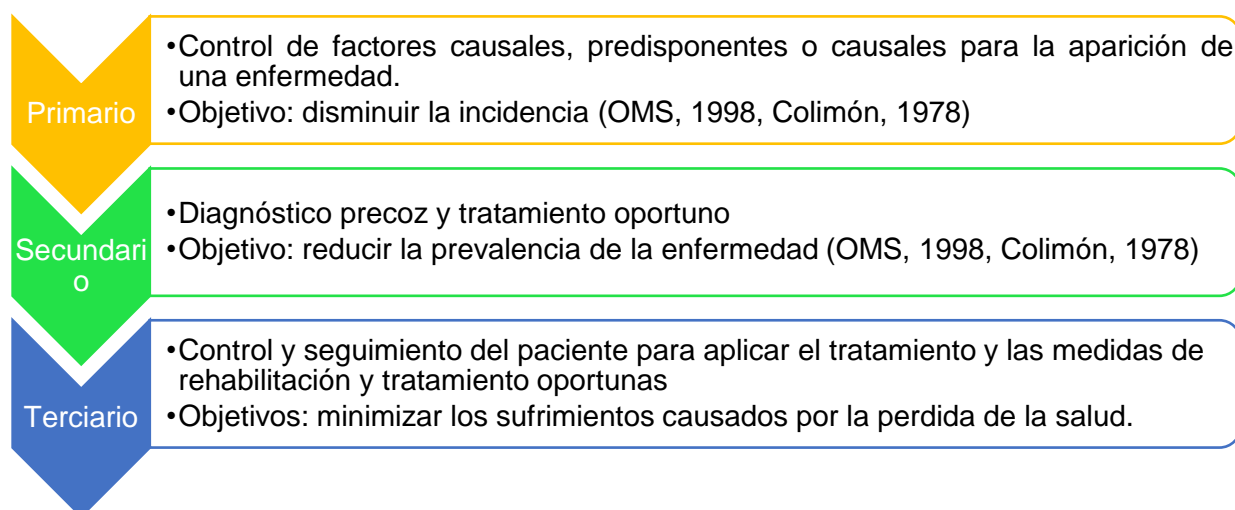 Primario
•Control de factores causales, predisponentes o causales para la aparición de
una enfermedad.
•Objetivo: disminuir la incidencia (OMS, 1998, Colimón, 1978)
Secundari
o
•Diagnóstico precoz y tratamiento oportuno
•Objetivo: reducir la prevalencia de la enfermedad (OMS, 1998, Colimón, 1978)
Terciario
•Control y seguimiento del paciente para aplicar el tratamiento y las medidas de
rehabilitación y tratamiento oportunas
•Objetivos: minimizar los sufrimientos causados por la perdida de la salud.